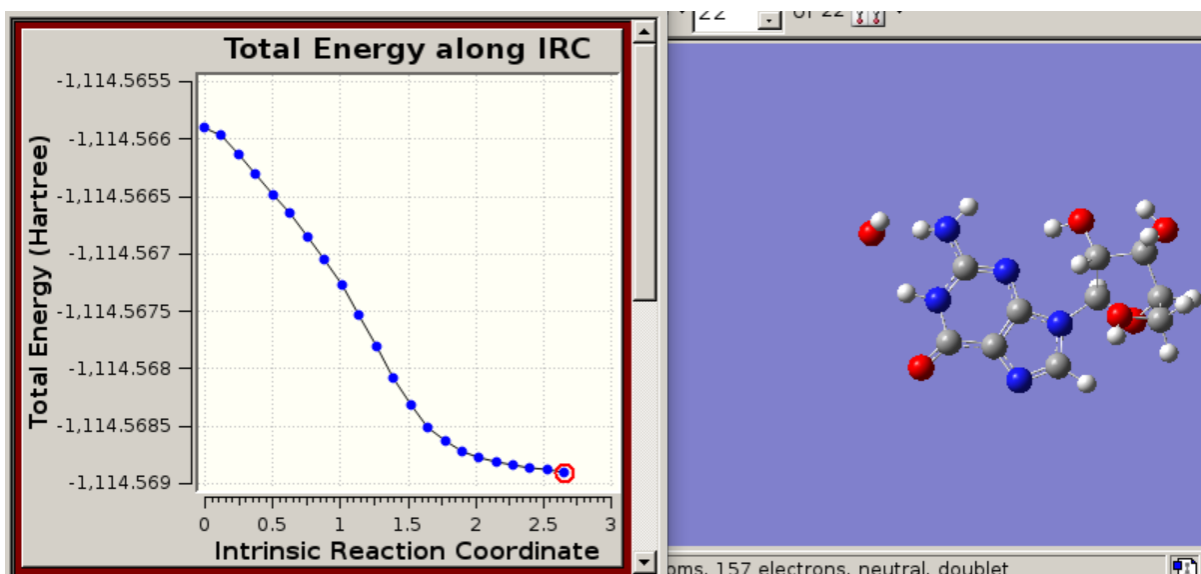 22 of 22
Total Energy along IRC
Total Energy (Hartree)
-1,114.5655
-1,114.566
-1,114.5665
-1,114.567
-1,114.5675
-1,114.568
-1,114.5685
-1,114.569
0 0.5 1 1.5 2 2.5 3
Intrinsic Reaction Coordinate
oms, 157 electrons, neutral, doublet